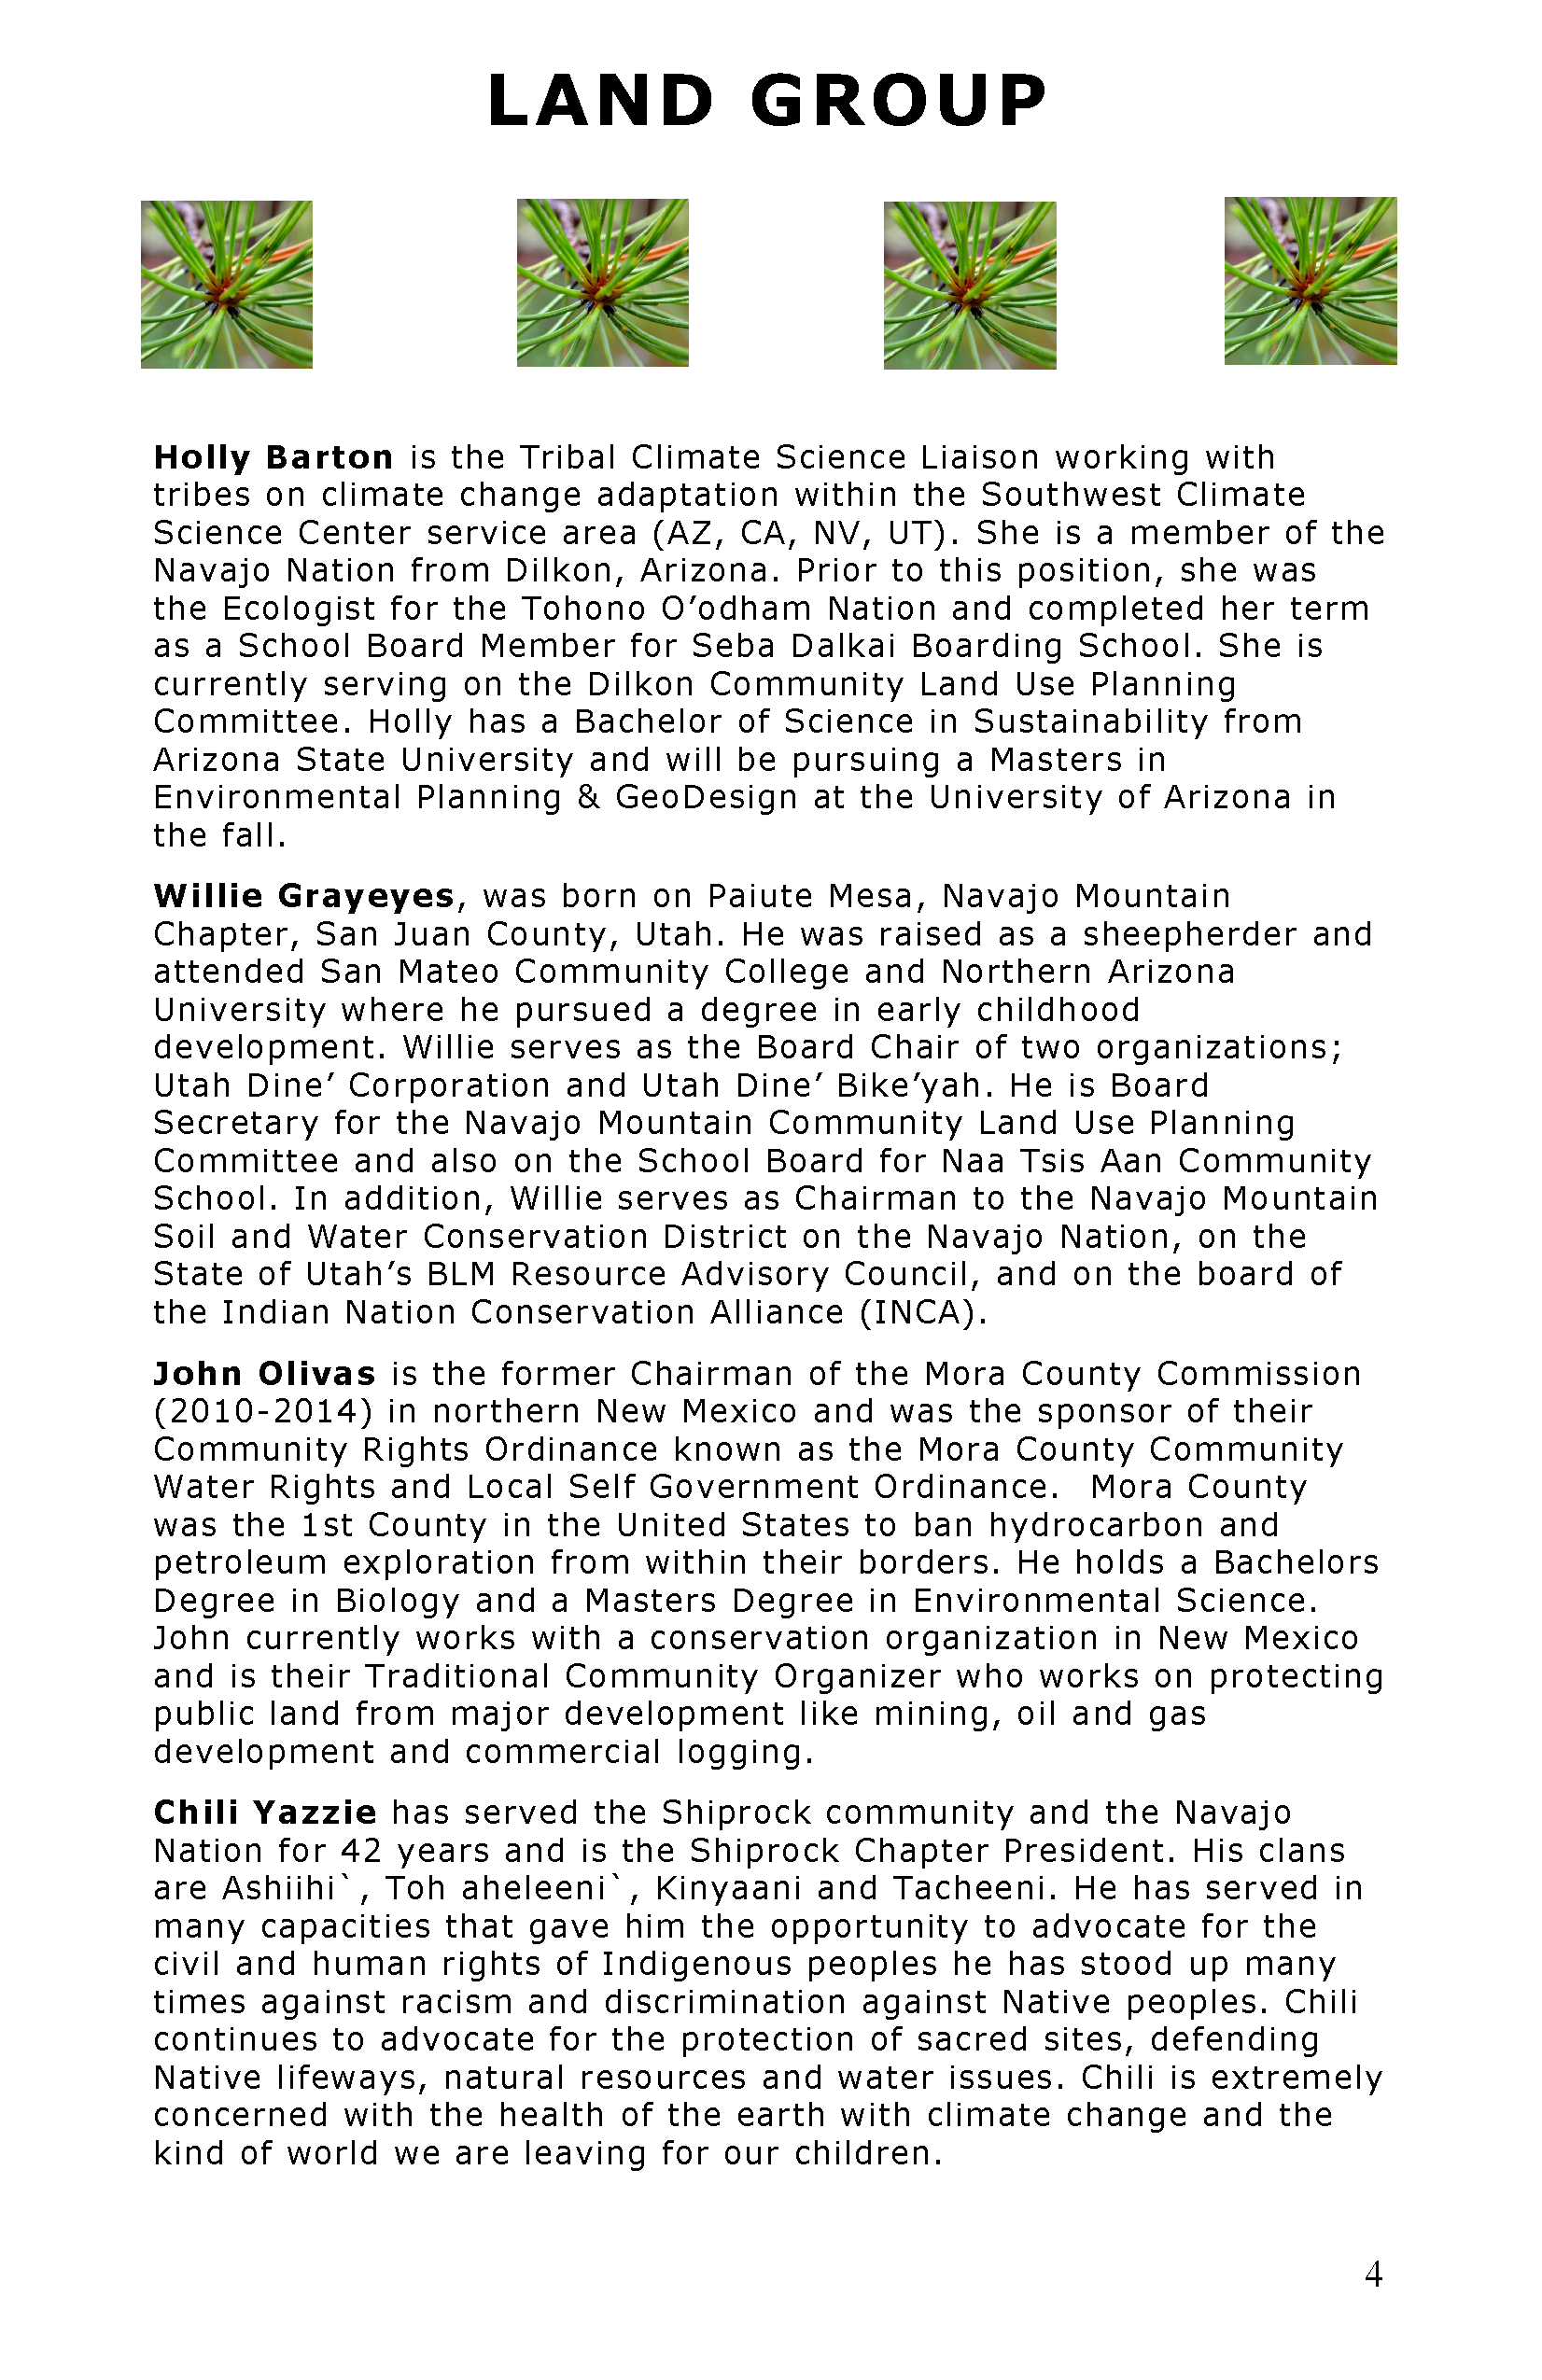 LAND GROUP
Holly Barton is the Tribal Climate Science Liaison working with
tribes on climate change adaptation within the Southwest Climate
Science Center service area (AZ, CA, NV, UT). She is a member of the
Navajo Nation from Dilkon, Arizona. Prior to this position, she was
the Ecologist for the Tohono O’odham Nation and completed her term
as a School Board Member for Seba Dalkai Boarding School. She is
currently serving on the Dilkon Community Land Use Planning
Committee. Holly has a Bachelor of Science in Sustainability from
Arizona State University and will be pursuing a Masters in
Environmental Planning & GeoDesign at the University of Arizona in
the fall.
Willie Grayeyes, was born on Paiute Mesa, Navajo Mountain
Chapter, San Juan County, Utah. He was raised as a sheepherder and
attended San Mateo Community College and Northern Arizona
University where he pursued a degree in early childhood
development. Willie serves as the Board Chair of two organizations;
Utah Dine’ Corporation and Utah Dine’ Bike’yah. He is Board
Secretary for the Navajo Mountain Community Land Use Planning
Committee and also on the School Board for Naa Tsis Aan Community
School. In addition, Willie serves as Chairman to the Navajo Mountain
Soil and Water Conservation District on the Navajo Nation, on the
State of Utah’s BLM Resource Advisory Council, and on the board of
the Indian Nation Conservation Alliance (INCA).
John Olivas is the former Chairman of the Mora County Commission
(2010-2014) in northern New Mexico and was the sponsor of their
Community Rights Ordinance known as the Mora County Community
Water Rights and Local Self Government Ordinance. Mora County
was the 1st County in the United States to ban hydrocarbon and
petroleum exploration from within their borders. He holds a Bachelors
Degree in Biology and a Masters Degree in Environmental Science.
John currently works with a conservation organization in New Mexico
and is their Traditional Community Organizer who works on protecting
public land from major development like mining, oil and gas
development and commercial logging.
Chili Yazzie has served the Shiprock community and the Navajo
Nation for 42 years and is the Shiprock Chapter President. His clans
are Ashiihi`, Toh aheleeni`, Kinyaani and Tacheeni. He has served in
many capacities that gave him the opportunity to advocate for the
civil and human rights of Indigenous peoples he has stood up many
times against racism and discrimination against Native peoples. Chili
continues to advocate for the protection of sacred sites, defending
Native lifeways, natural resources and water issues. Chili is extremely
concerned with the health of the earth with climate change and the
kind of world we are leaving for our children.
4